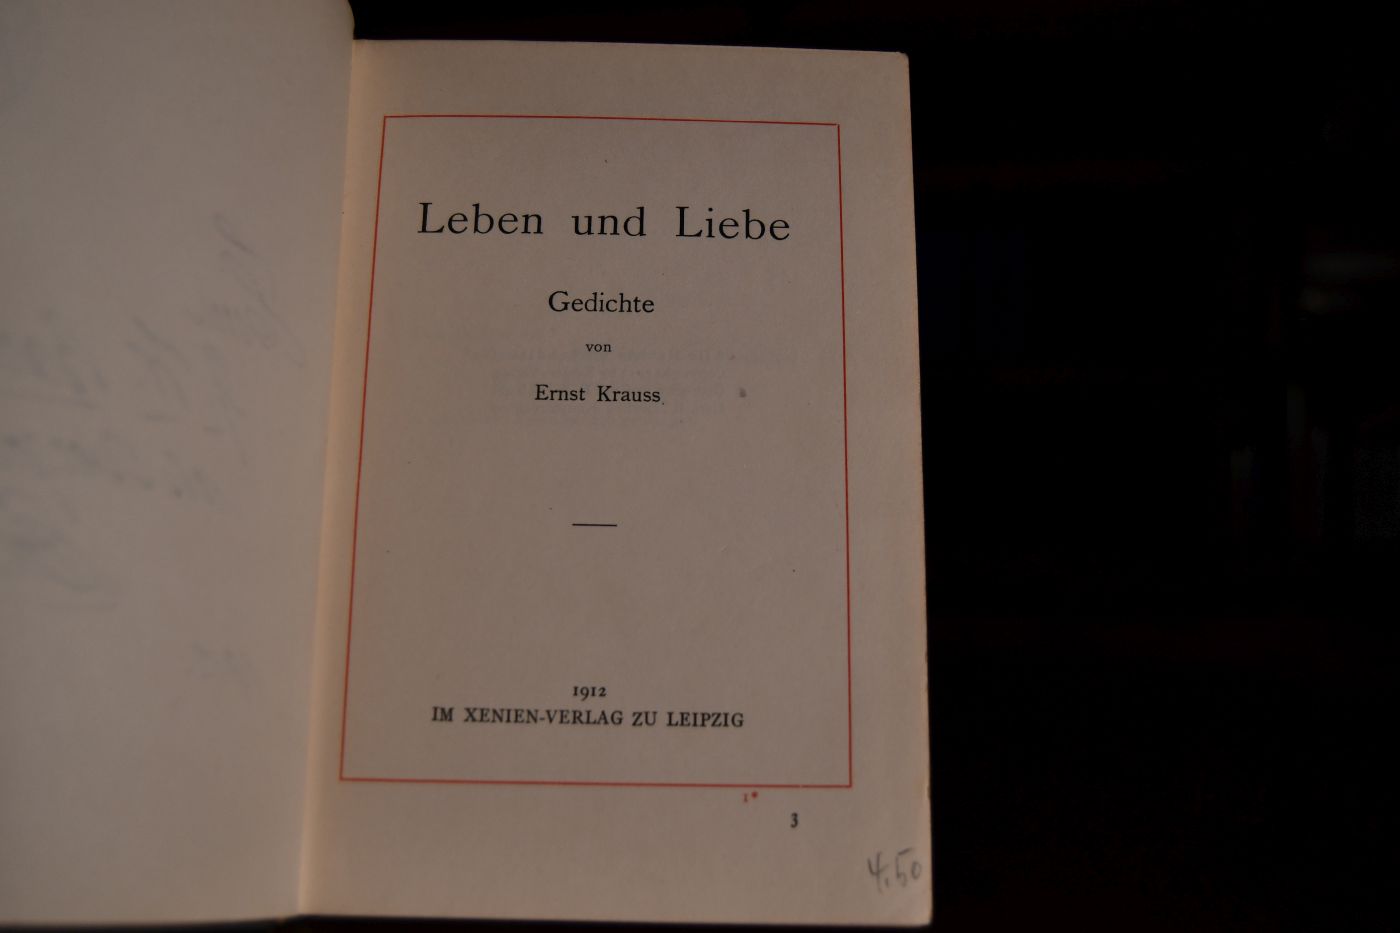 Leben und Liebe
Gedichte
von
Ernst Krauss
1912
IM XENIEN-VERLAG ZU LEIPZIG
1*
3
4,50